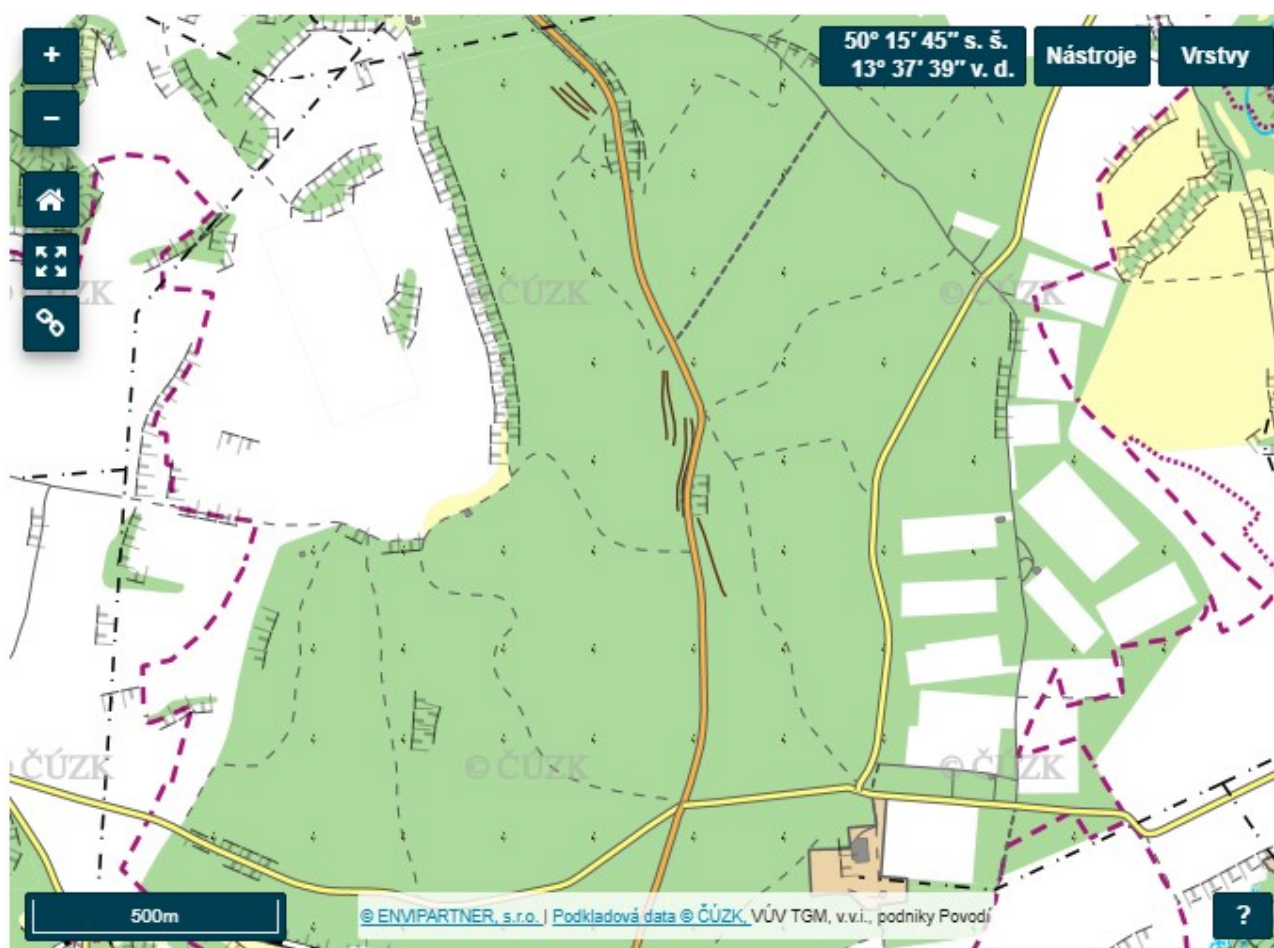 +
50° 15′ 45″ s. š.
13° 37′ 39″ v. d.
Nástroje
Vrstvy
−
ZK
© ČÚZK
© ČÚZK
ČÚZK
© ČÚZK
© ČÚZK
500m
© ENVIPARTNER, s.r.o. | Podkladová data © ČÚZK, VÚV TGM, v.v.i., podniky Povodí
?